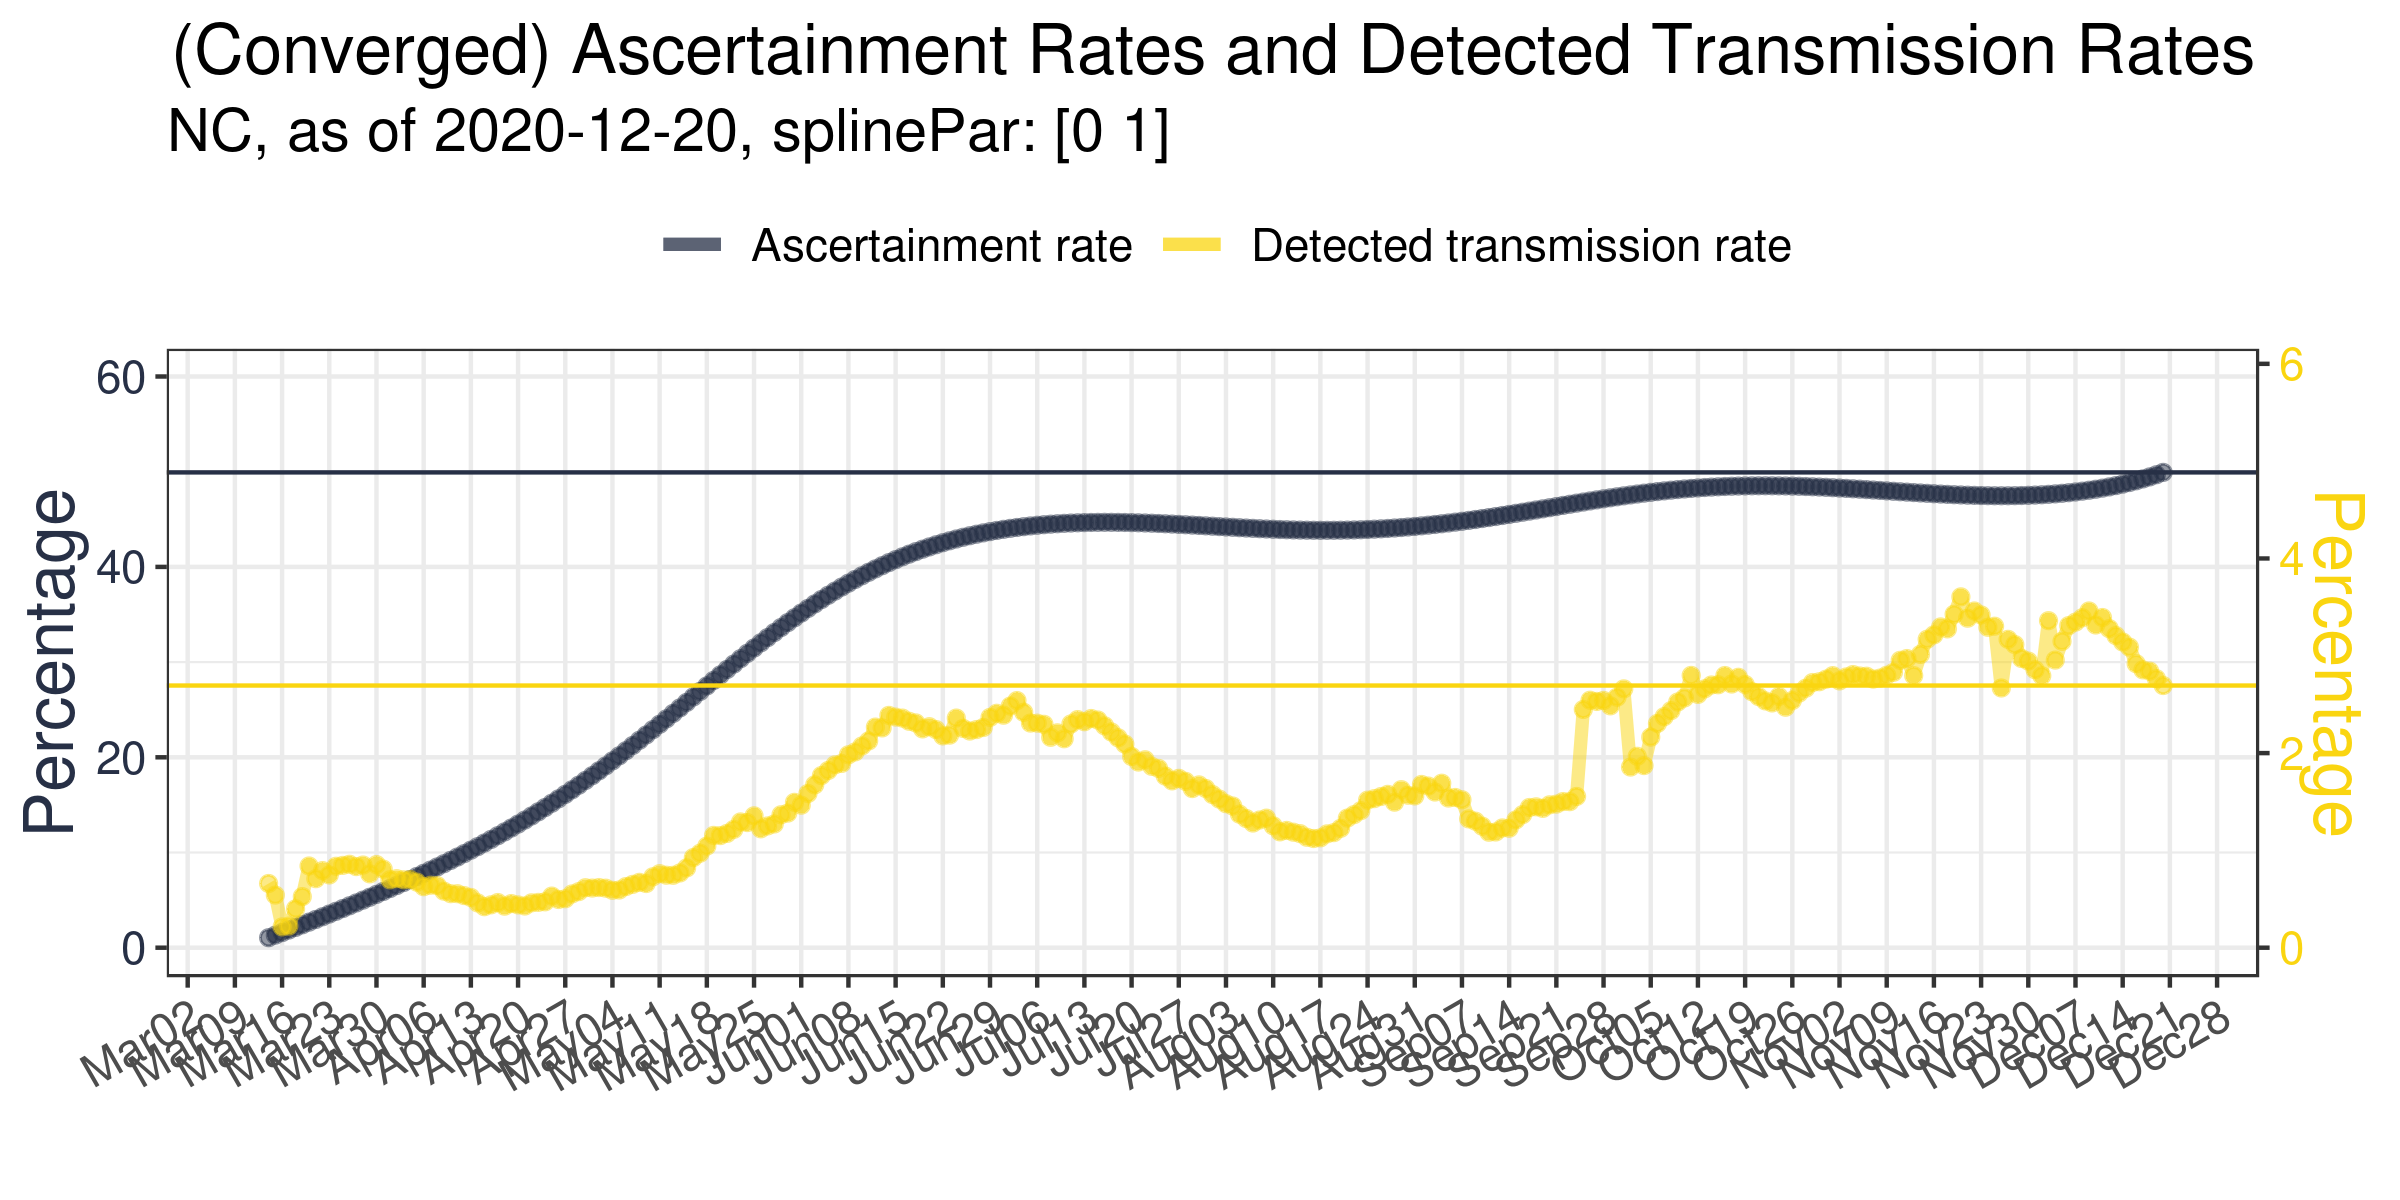 (Converged) Ascertainment Rates and Detected Transmission Rates
NC, as of 2020-12-20, splinePar: [0 1]
Ascertainment rate
Detected transmission rate
Percentage
60
40
20
0
6
4
2
0
Percentage
Mar02
Mar09
Mar16
Mar23
Mar30
Apr06
Apr13
Apr20
Apr27
May04
May11
May18
May25
Jun01
Jun08
Jun15
Jun22
Jun29
Jul06
Jul13
Jul20
Jul27
Aug03
Aug10
Aug17
Aug24
Aug31
Sep07
Sep14
Sep21
Sep28
Oct05
Oct12
Oct19
Oct26
Nov02
Nov09
Nov16
Nov23
Nov30
Dec07
Dec14
Dec21
Dec28